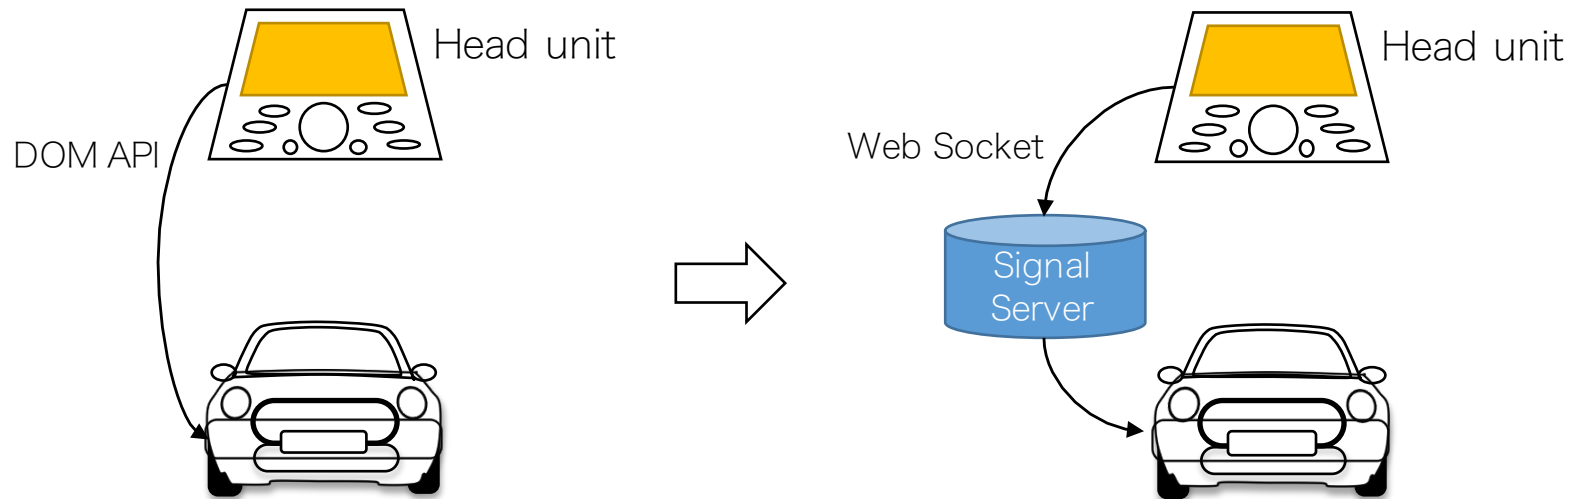 Head unit
DOM API
Head unit
Web Socket
Signal
Server